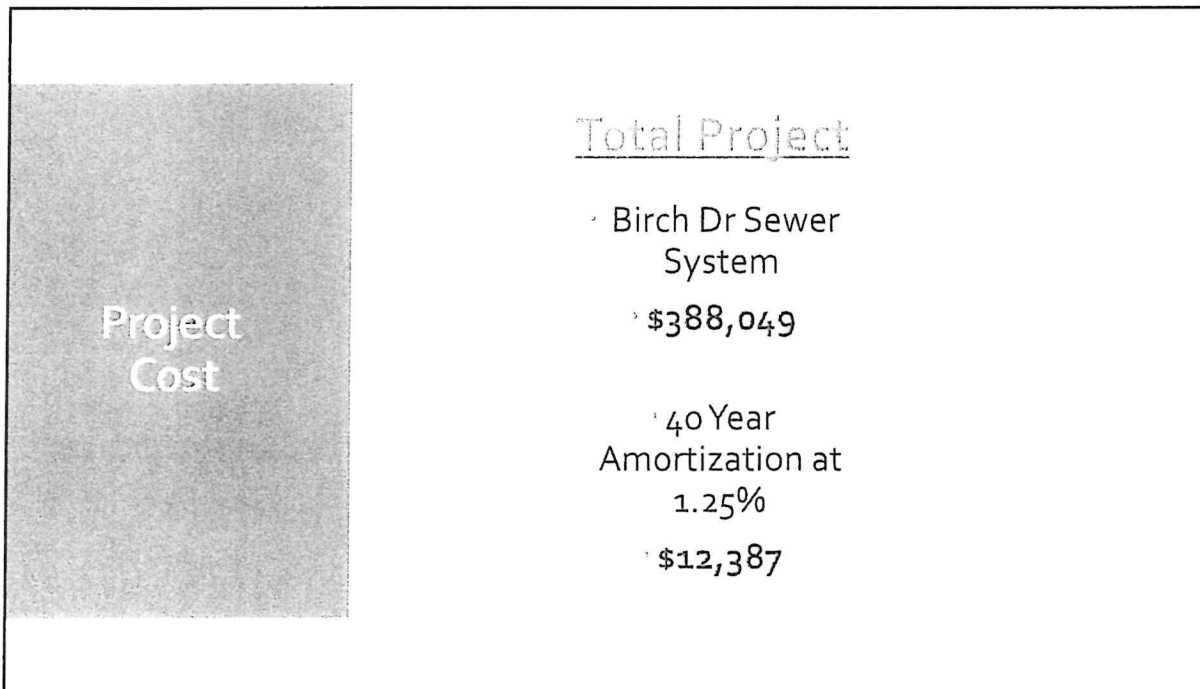 Project
Cost
Total Project
Birch Dr Sewer
System
$388,049
40 Year
Amortization at
1.25%
$12,387